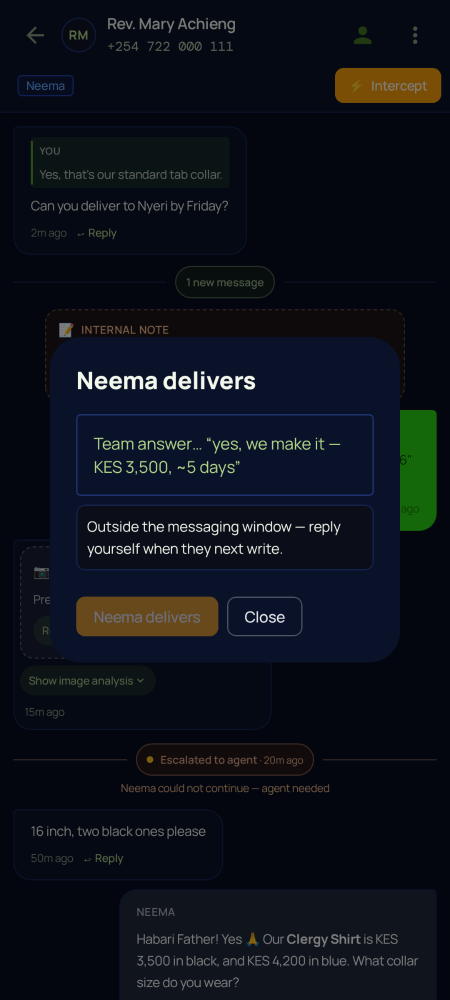 RM
Rev. Mary Achieng
+254 722 000 111
Neema
⚡ Intercept
YOU
Yes, that's our standard tab collar.
Can you deliver to Nyeri by Friday?
2m ago Reply
1 new message
📝 INTERNAL NOTE
Neema delivers
Team answer… “yes, we make it —
KES 3,500, ~5 days”
6"
ago
Outside the messaging window — reply
yourself when they next write.
Pre
R
Neema delivers Close
Show image analysis
15m ago
Escalated to agent · 20m ago
Neema could not continue — agent needed
16 inch, two black ones please
50m ago Reply
NEEMA
Habari Father! Yes 🙏 Our Clergy Shirt is KES
3,500 in black, and KES 4,200 in blue. What collar
size do you wear?